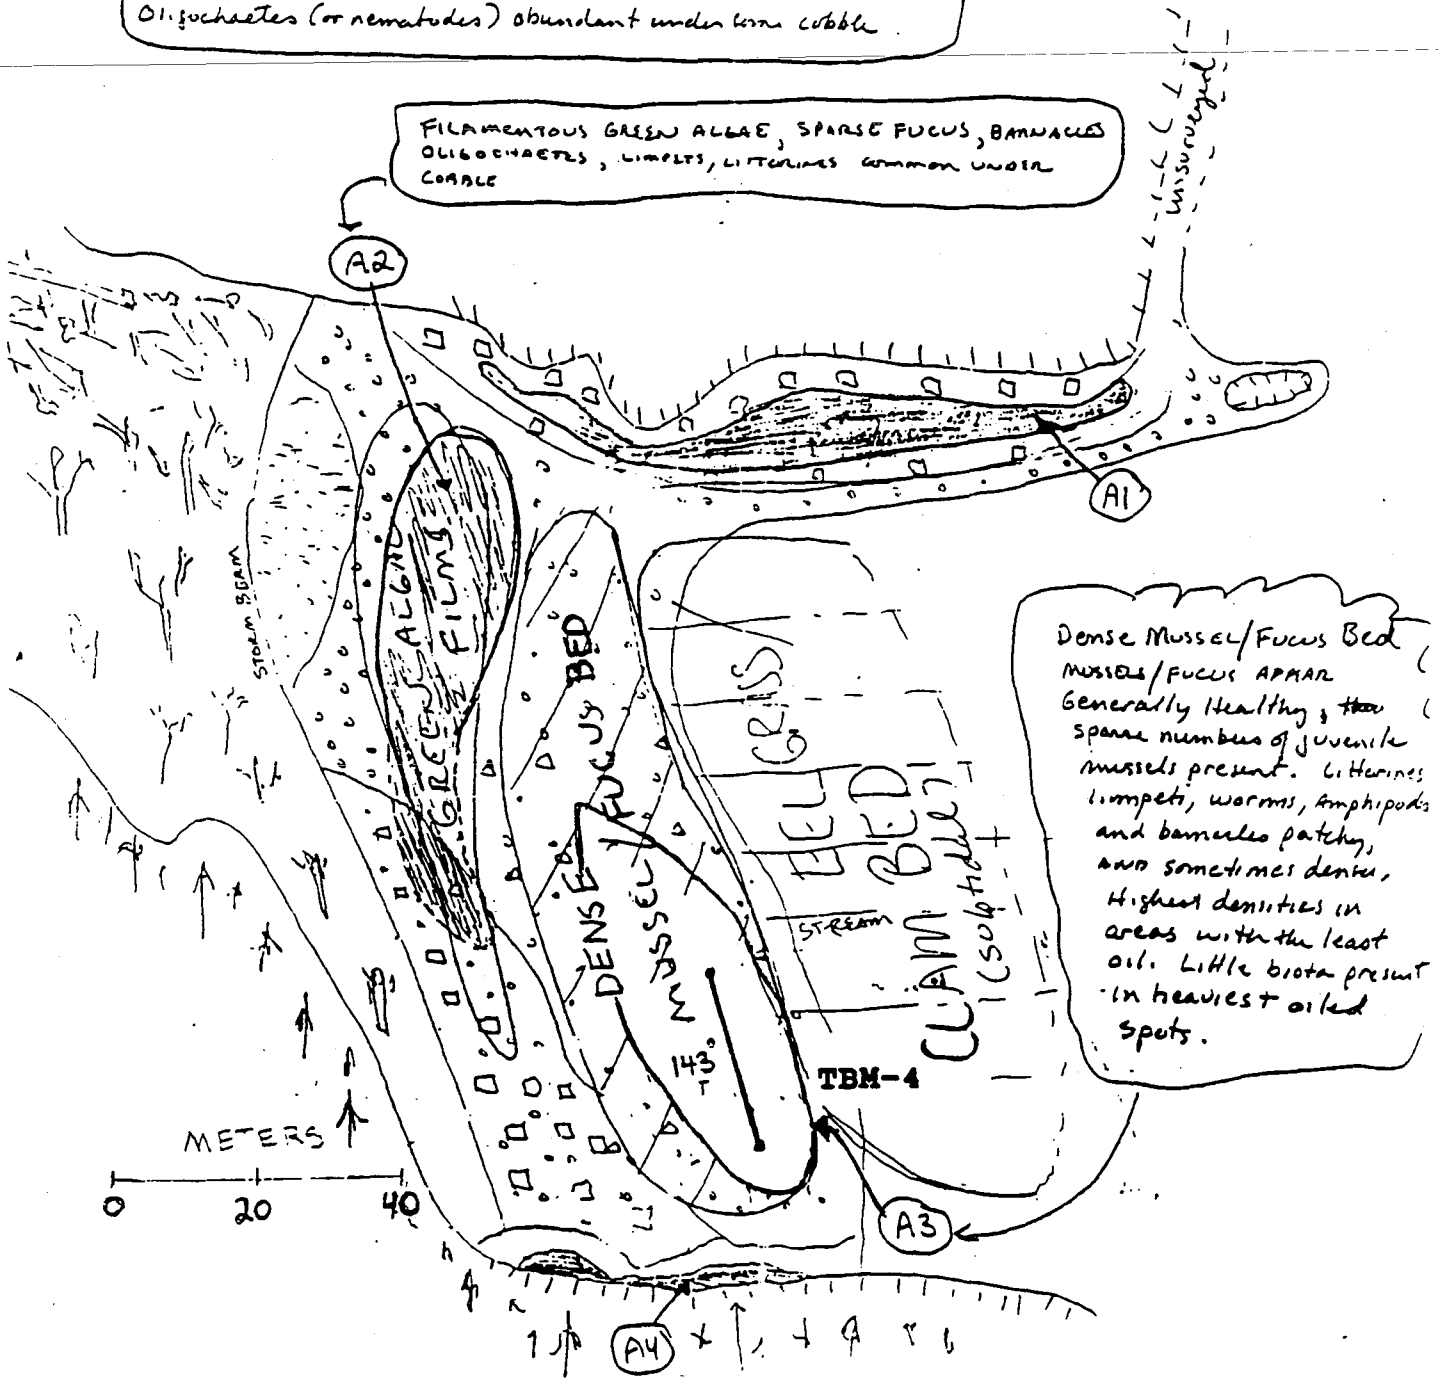 Oligochaetes (or nematodes) abundant under some cobble.
unsurveyed
FILAMENTOUS GREEN ALGAE, SPARSE FUCUS, BARNACLES
OLIGOCHAETES, LIMPETS, LITTORINES COMMON UNDER
COBBLE
A2
A1
STORM BERM
GREEN ALGAL
FILMS
DENSE
MUSSEL/FUCUS BED
143°
T
EEL GRASS
BED
CLAM
(subtidal)
STREAM
TBM-4
Dense Mussel/Fucus Bed
MUSSELS/FUCUS APPEAR
Generally Healthy,
sparse numbers of juvenile
mussels present. Littorines
limpets, worms, Amphipods
and barnacles patchy,
AND sometimes dense,
Highest densities in
areas with the least
oil. Little biota present
in heaviest oiled
spots.
METERS
0 20 40
A3
A4